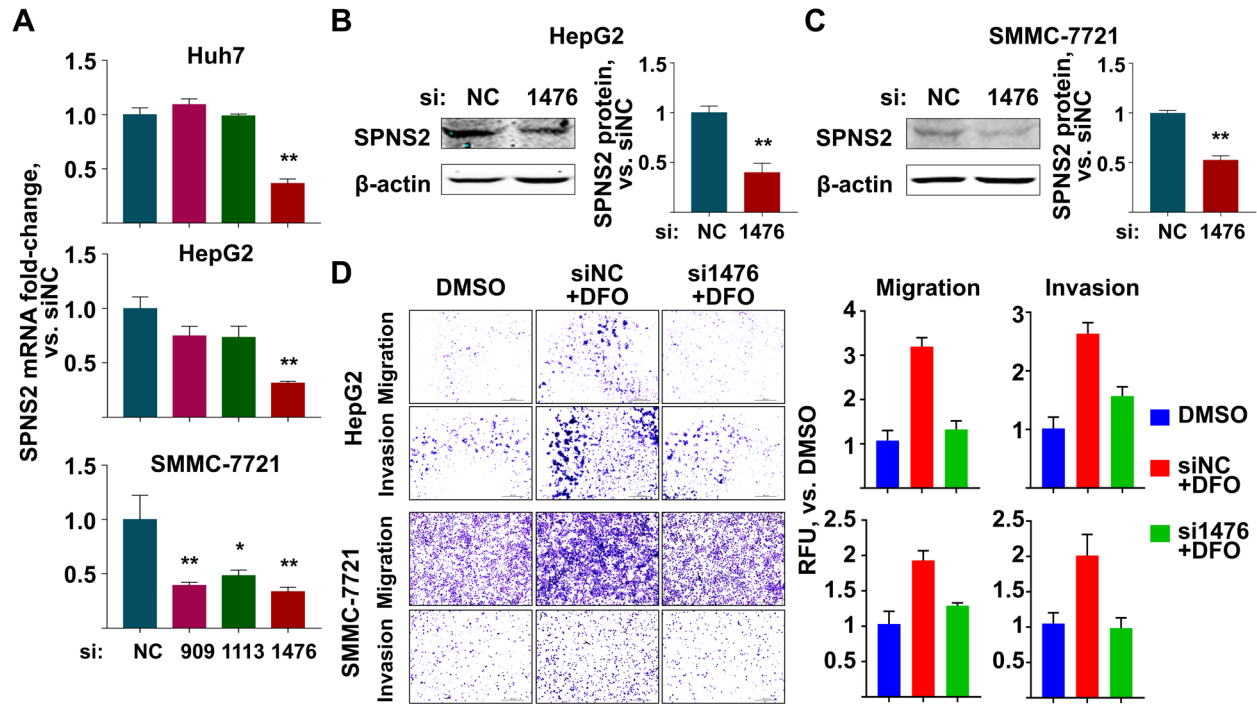 A
SPNS2 mRNA fold-change,
vs. siNC
Huh7
1.5
1.0
0.5
**
HepG2
1.5
1.0
0.5
**
SMMC-7721
1.5
1.0
0.5
**
*
**
si: NC 909 1113 1476
B
HepG2
si: NC 1476
SPNS2
β-actin
SPNS2 protein,
vs. siNC
1.5
1.0
0.5
**
si: NC 1476
C
SMMC-7721
si: NC 1476
SPNS2
β-actin
SPNS2 protein,
vs. siNC
1.5
1.0
0.5
**
si: NC 1476
D
DMSO
siNC
+DFO
si1476
+DFO
HepG2
Migration
Invasion
SMMC-7721
Migration
Invasion
RFU, vs. DMSO
Migration
4
3
2
1
Invasion
3
2
1
2.5
2
1.5
1
0.5
2.5
2
1.5
1
0.5
DMSO
siNC
+DFO
si1476
+DFO